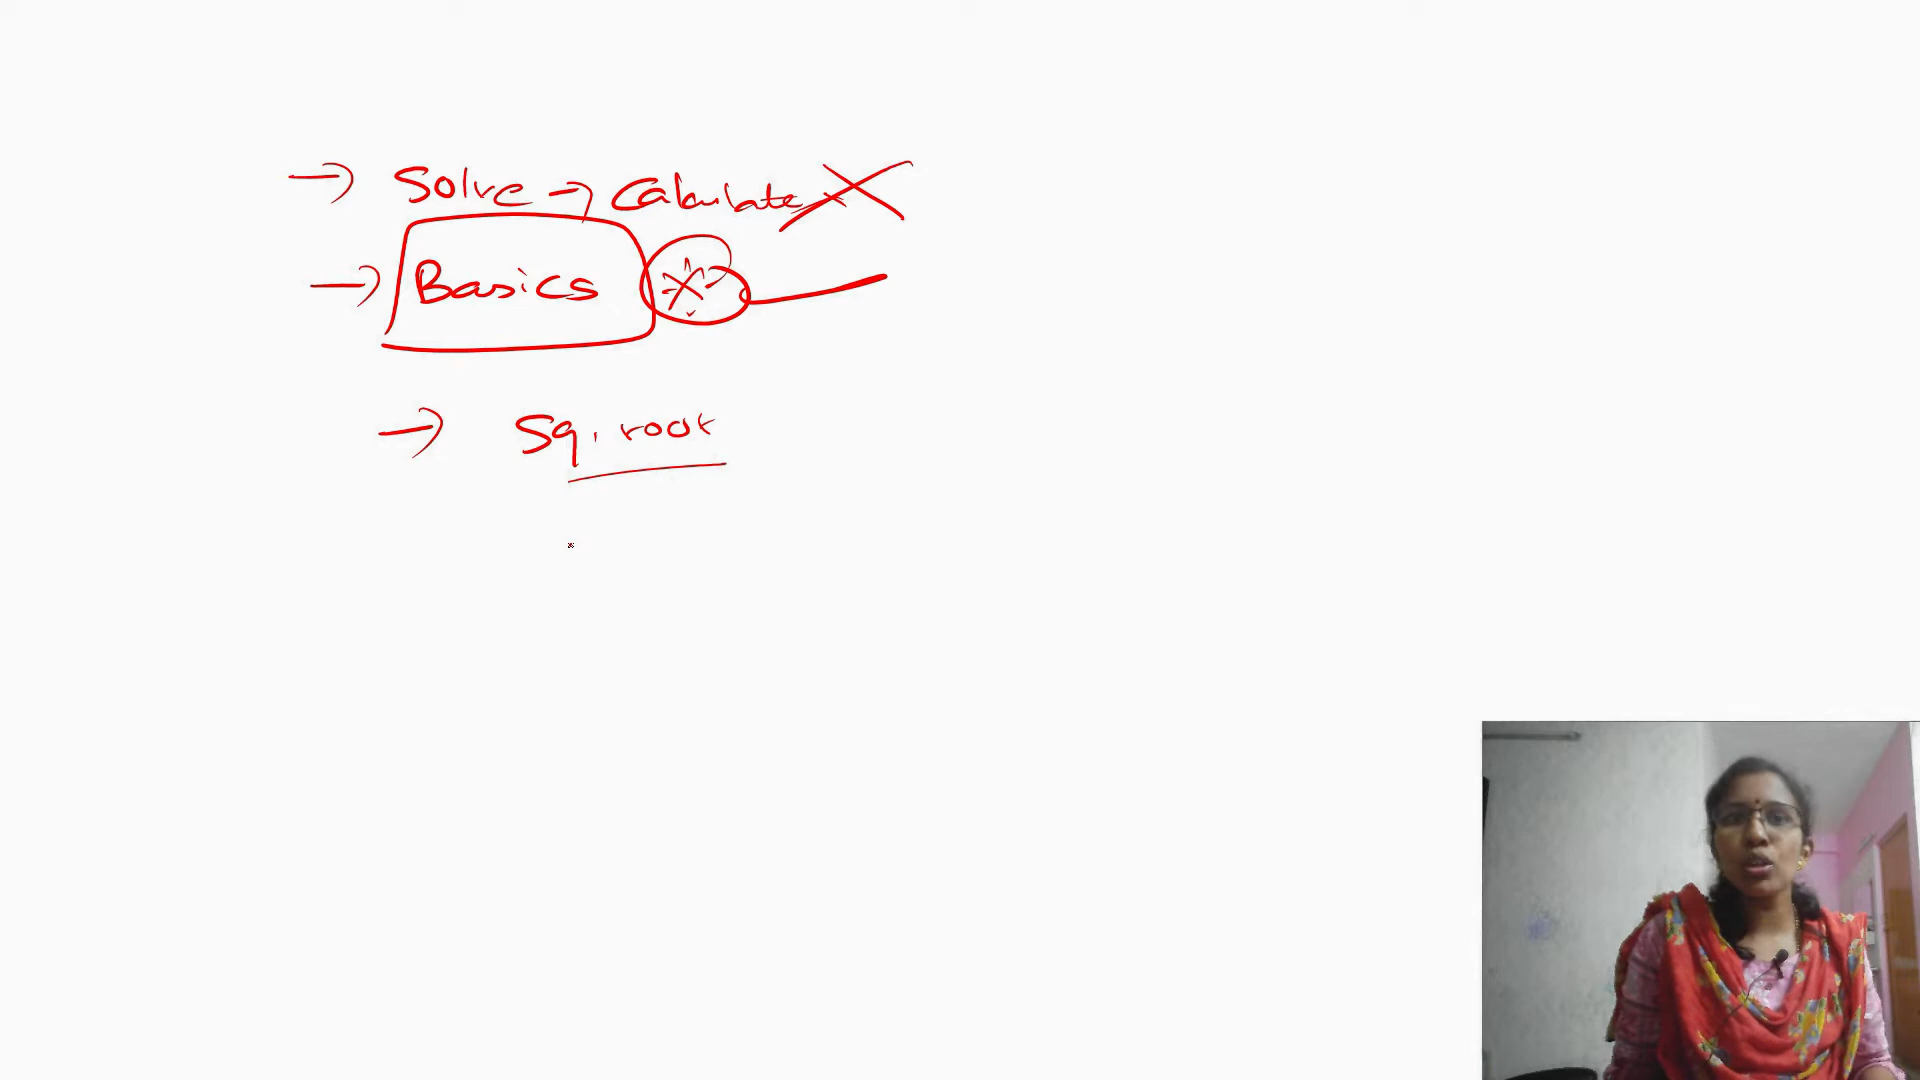 → Solve → Calculate X
→ Basics
→ Sq. root